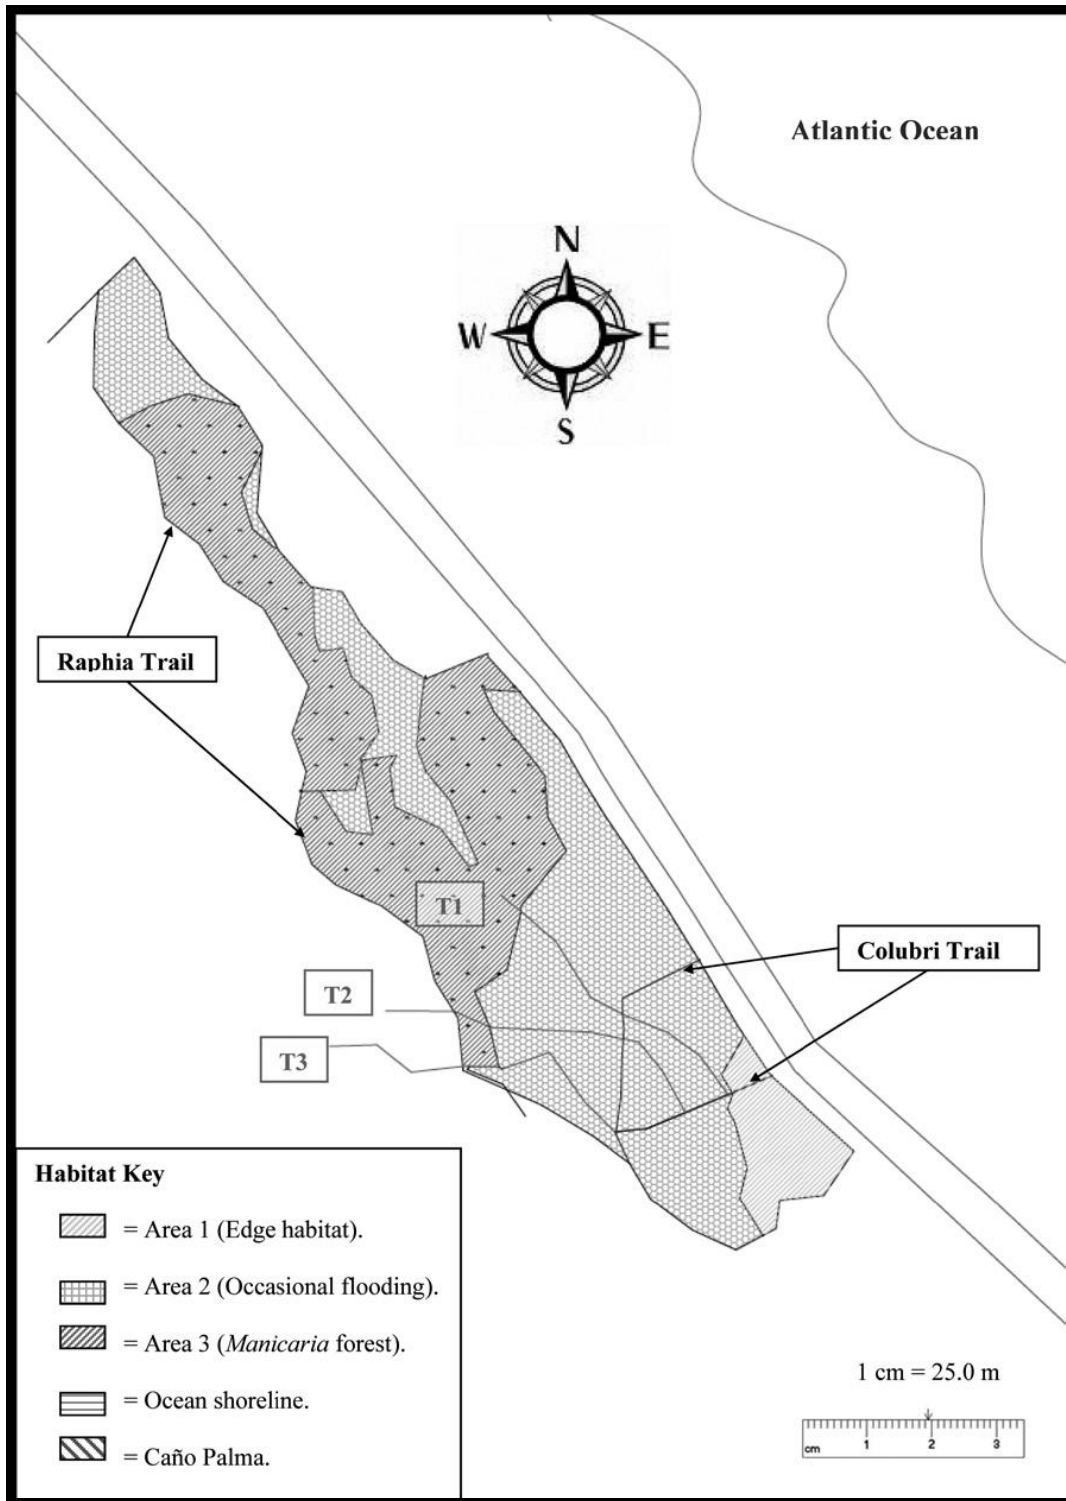 Atlantic Ocean
N
W E
S
Raphia Trail
T1
Colubri Trail
T2
T3
Habitat Key
= Area 1 (Edge habitat).
= Area 2 (Occasional flooding).
= Area 3 (Manicaria forest).
= Ocean shoreline.
= Caño Palma.
1 cm = 25.0 m
cm 1 2 3